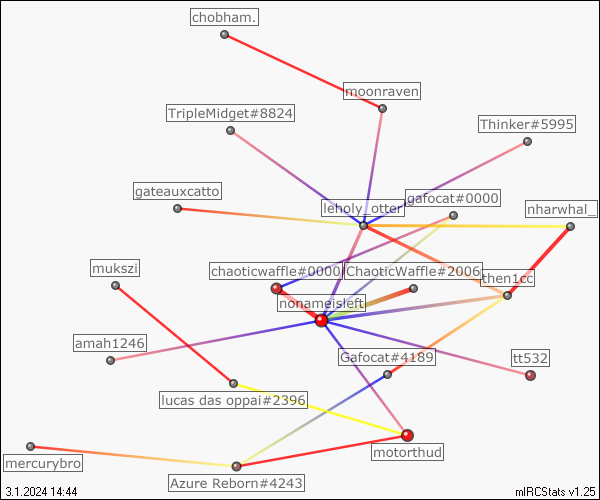 chobham.
moonraven
TripleMidget#8824
Thinker#5995
gateauxcatto
gafocat#0000
leholy_otter
nharwhal_
mukszi
chaoticwaffle#0000
ChaoticWaffle#2006
then1cc
nonameisleft
amah1246
Gafocat#4189
tt532
lucas das oppai#2396
motorthud
mercurybro
Azure Reborn#4243
3.1.2024 14:44
mIRCStats v1.25